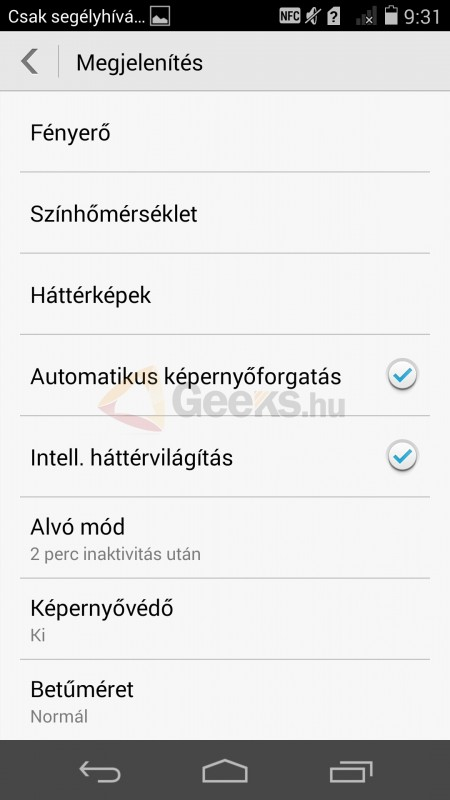 Csak segélyhívá...
NFC
9:31
Megjelenítés
Fényerő
Színhőmérséklet
Háttérképek
Automatikus képernyőforgatás
Geeks.hu
Intell. háttérvilágítás
Alvó mód
2 perc inaktivitás után
Képernyővédő
Ki
Betűméret
Normál